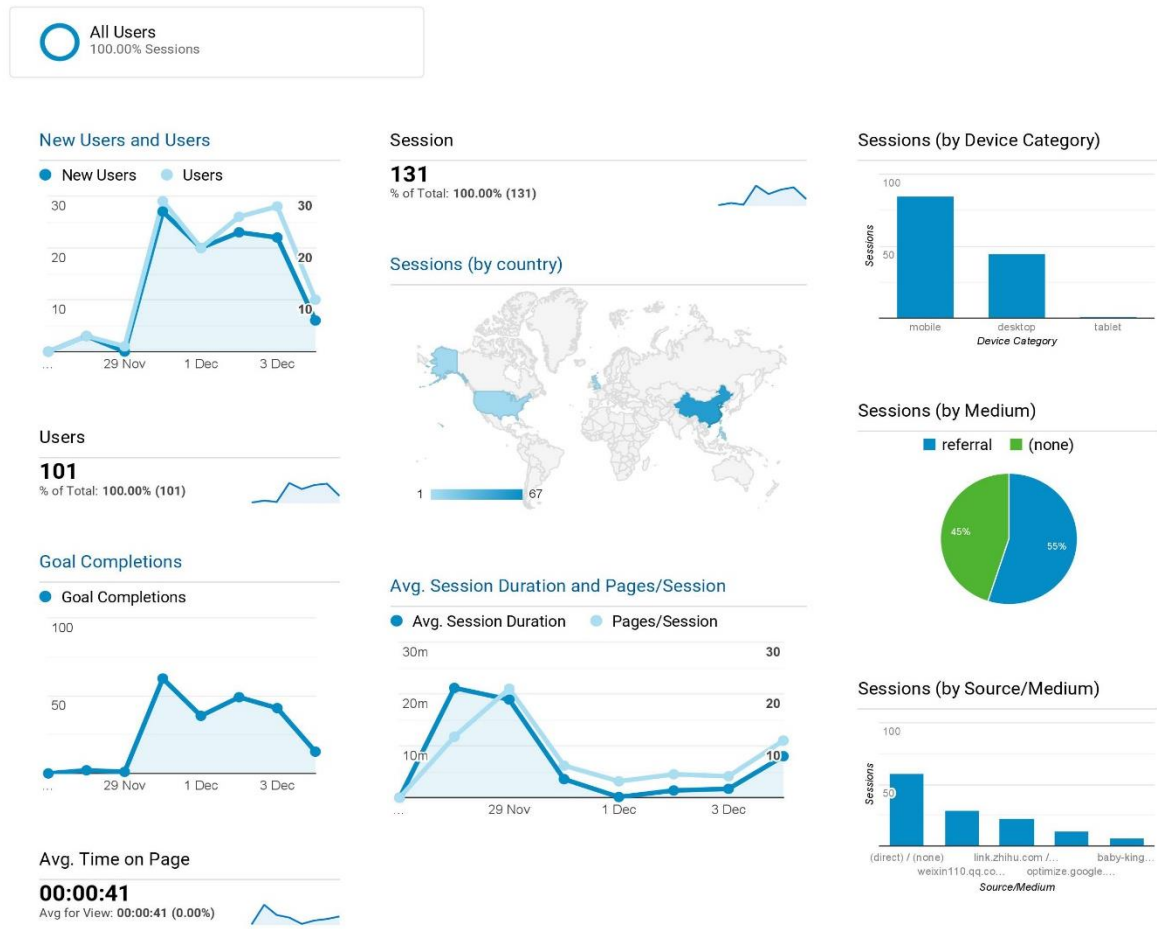 All Users
100.00% Sessions
New Users and Users
New Users Users
30 30
20 20
10 10
... 29 Nov 1 Dec 3 Dec
Users
101
% of Total: 100.00% (101)
Goal Completions
Goal Completions
100
50
... 29 Nov 1 Dec 3 Dec
Avg. Time on Page
00:00:41
Avg for View: 00:00:41 (0.00%)
Session
131
% of Total: 100.00% (131)
Sessions (by country)
1 67
Avg. Session Duration and Pages/Session
Avg. Session Duration Pages/Session
30m 30
20m 20
10m 10
... 29 Nov 1 Dec 3 Dec
Sessions (by Device Category)
100
50
Sessions
mobile desktop tablet
Device Category
Sessions (by Medium)
referral (none)
45% 55%
Sessions (by Source/Medium)
100
50
Sessions
(direct) / (none) link.zhihu.com /... baby-king...
weixin110.qq.co... optimize.google....
Source/Medium